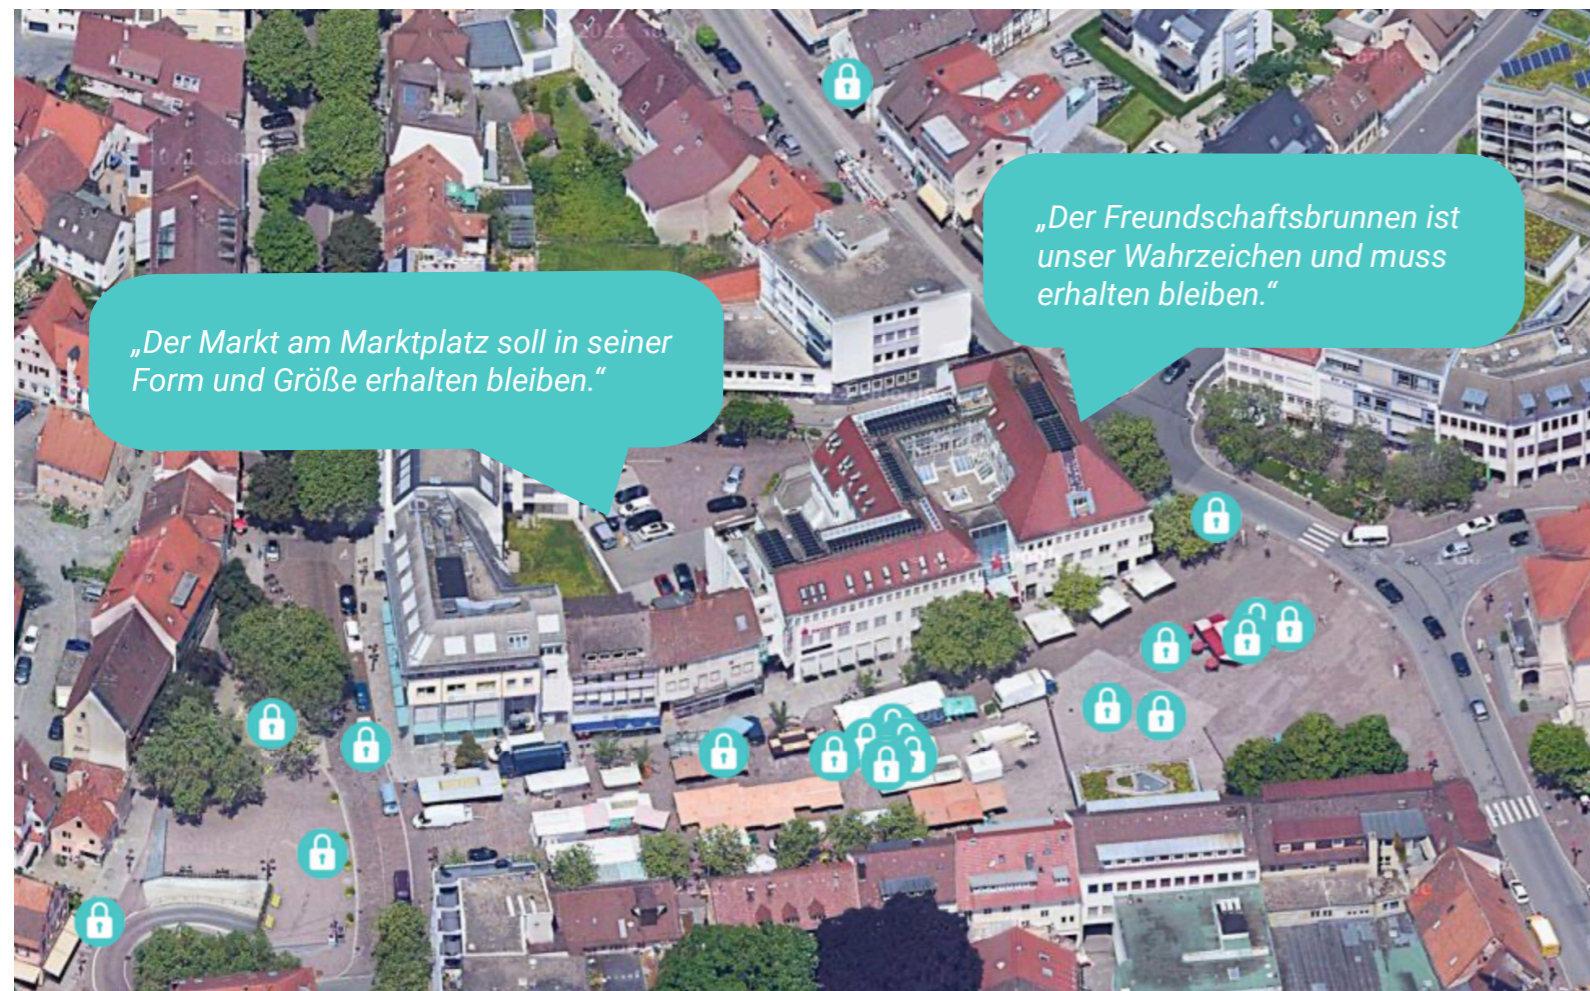 „Der Freundschaftsbrunnen ist
unser Wahrzeichen und muss
erhalten bleiben.“
„Der Markt am Marktplatz soll in seiner
Form und Größe erhalten bleiben.“